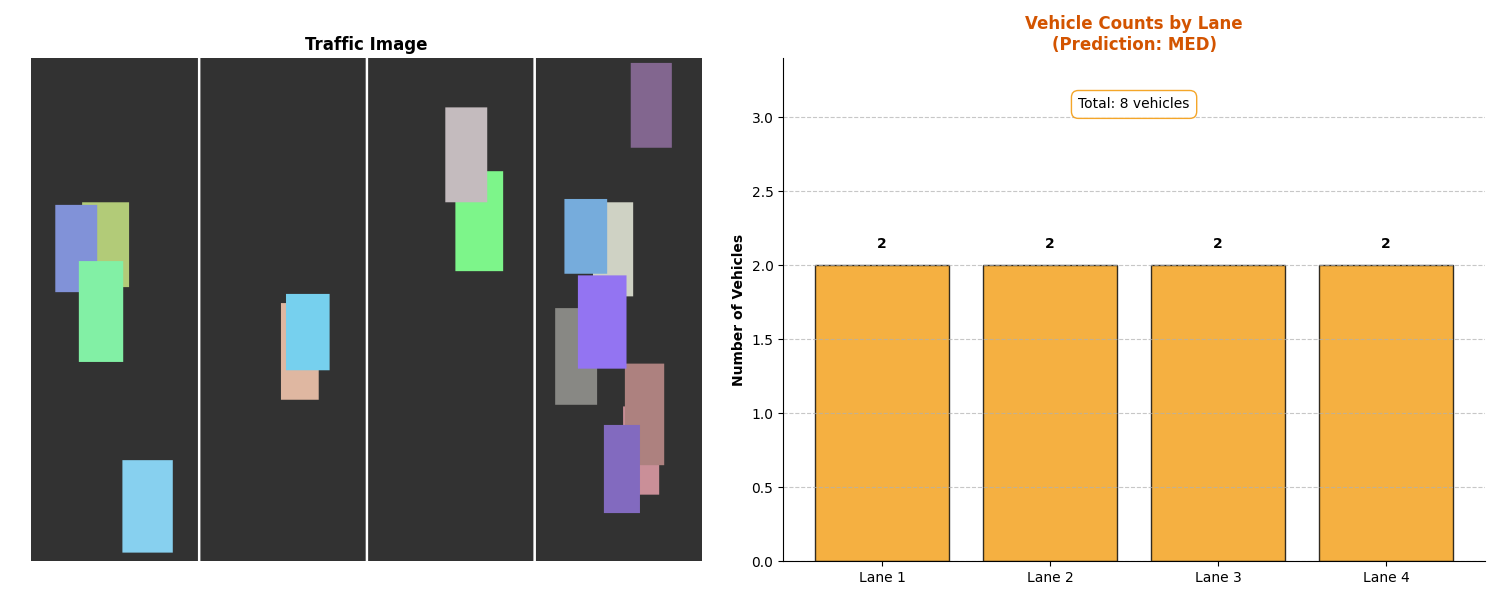 Traffic Image
Vehicle Counts by Lane
(Prediction: MED)
Total: 8 vehicles
Number of Vehicles
3.0
2.5
2.0
1.5
1.0
0.5
0.0
2
2
2
2
Lane 1
Lane 2
Lane 3
Lane 4